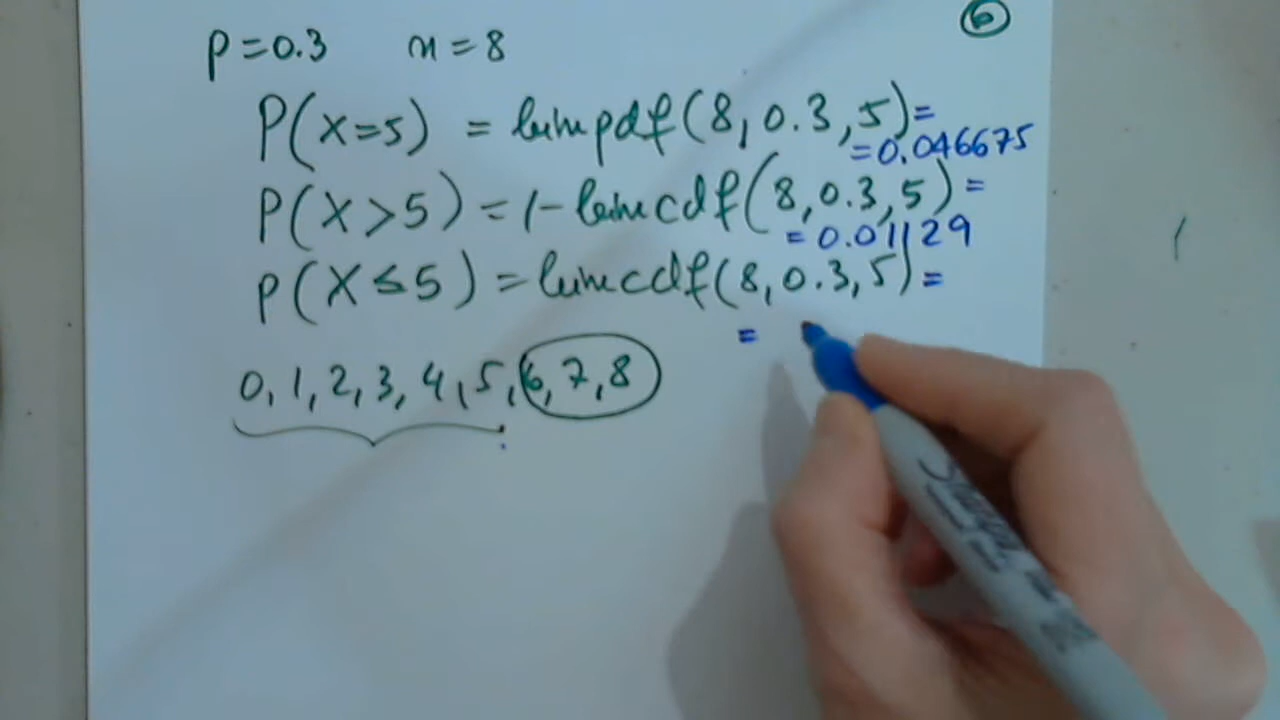 6
p=0.3 n=8
P(X=5) = binompdf(8,0.3,5)=
=0.046675
P(X>5)=1-binomcdf(8,0.3,5)=
=0.01129
P(X≤5)=binomcdf(8,0.3,5)=
=
0,1,2,3,4,5,6,7,8